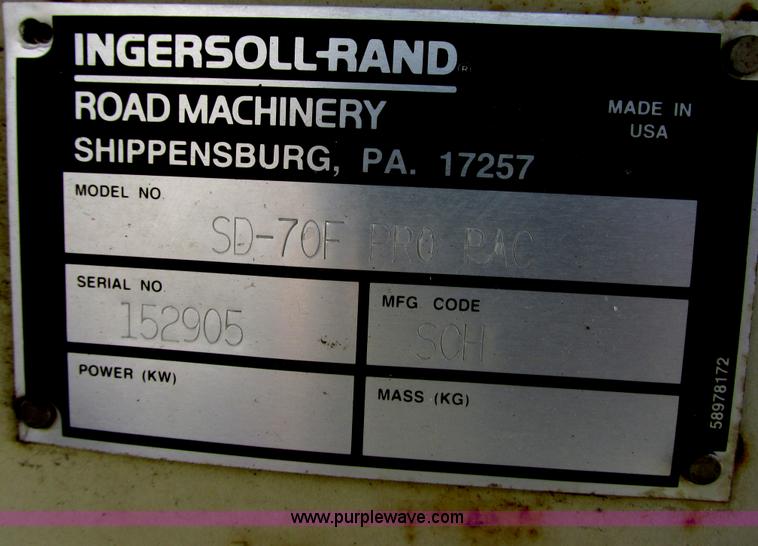 INGERSOLL-RAND (R)
ROAD MACHINERY
MADE IN
USA
SHIPPENSBURG, PA. 17257
MODEL NO
SD-70F PRO PAC
SERIAL NO.
152905
MFG CODE
SCH
POWER (KW)
MASS (KG)
58978172
www.purplewave.com